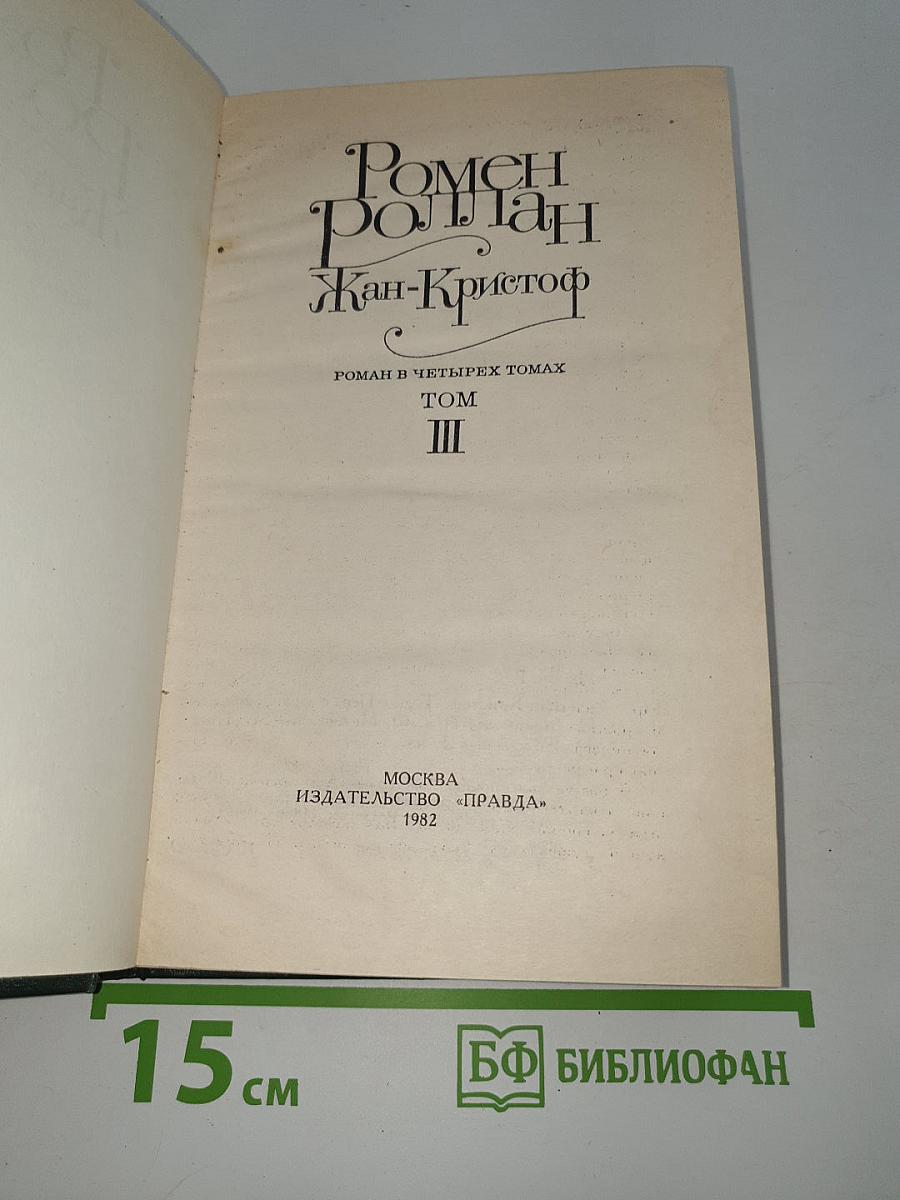 Ромен
Роллан
Жан-Кристоф
РОМАН В ЧЕТЫРЕХ ТОМАХ
ТОМ
III
МОСКВА
ИЗДАТЕЛЬСТВО «ПРАВДА»
1982
15 см
БФ БИБЛИОФАН